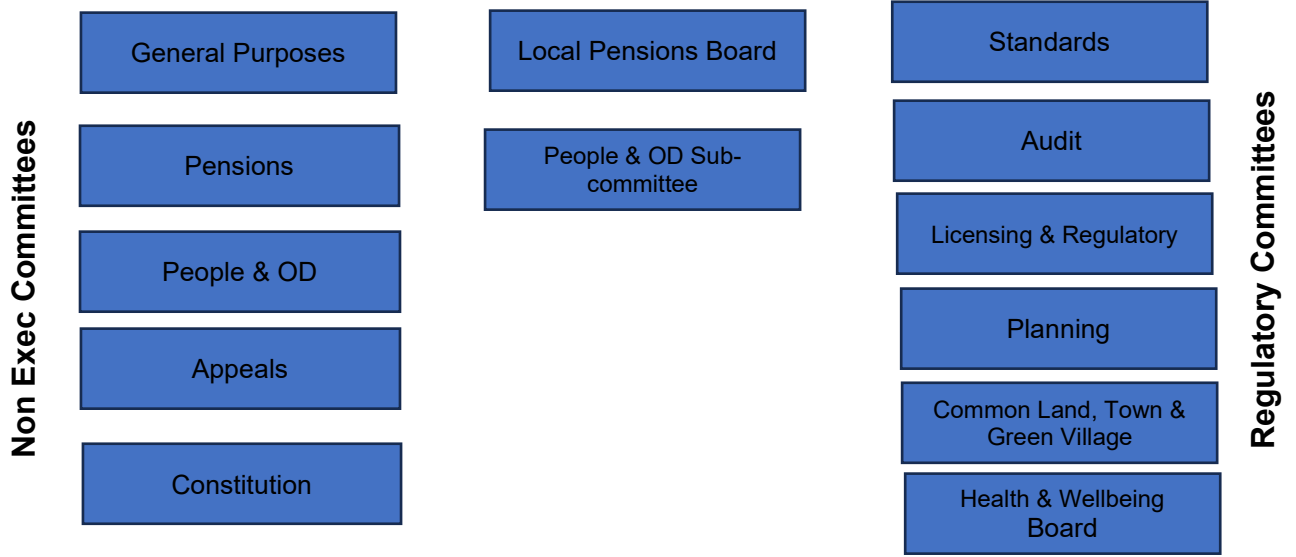 Non Exec Committees
General Purposes
Pensions
People & OD
Appeals
Constitution
Local Pensions Board
People & OD Sub-
committee
Standards
Audit
Licensing & Regulatory
Planning
Common Land, Town &
Green Village
Health & Wellbeing
Board
Regulatory Committees